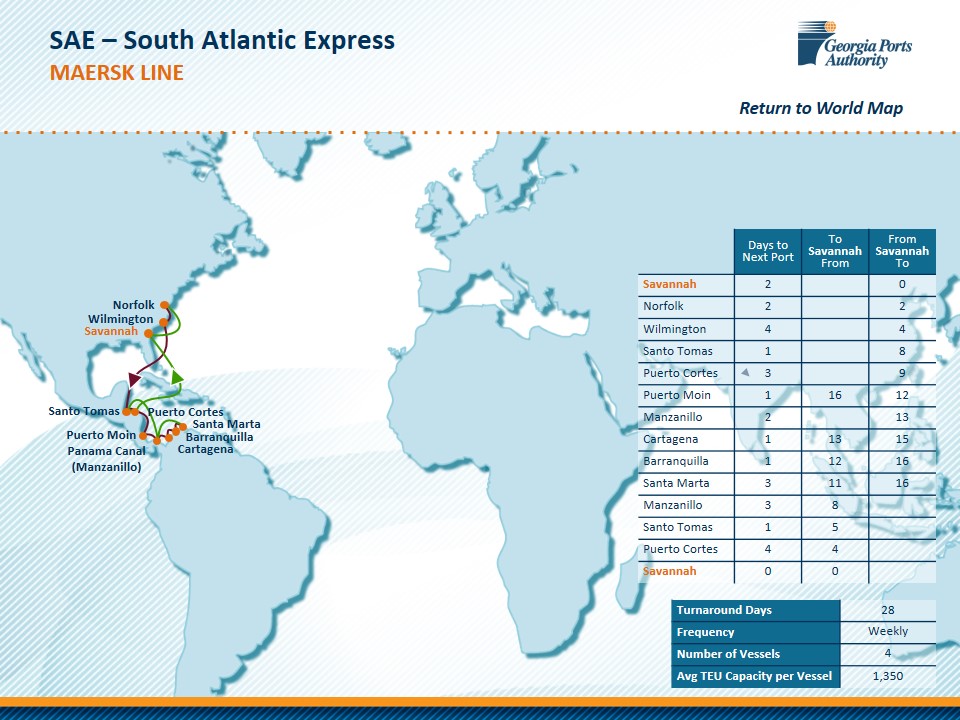 SAE – South Atlantic Express
MAERSK LINE
Georgia Ports
Authority
Return to World Map
Norfolk
Wilmington
Savannah
Santo Tomas
Puerto Cortes
Santa Marta
Puerto Moin
Barranquilla
Panama Canal
Cartagena
(Manzanillo)
Days to Next Port To Savannah From From Savannah To
Savannah 2 0
Norfolk 2 2
Wilmington 4 4
Santo Tomas 1 8
Puerto Cortes 3 9
Puerto Moin 1 16 12
Manzanillo 2 13
Cartagena 1 13 15
Barranquilla 1 12 16
Santa Marta 3 11 16
Manzanillo 3 8
Santo Tomas 1 5
Puerto Cortes 4 4
Savannah 0 0
Turnaround Days 28
Frequency Weekly
Number of Vessels 4
Avg TEU Capacity per Vessel 1,350